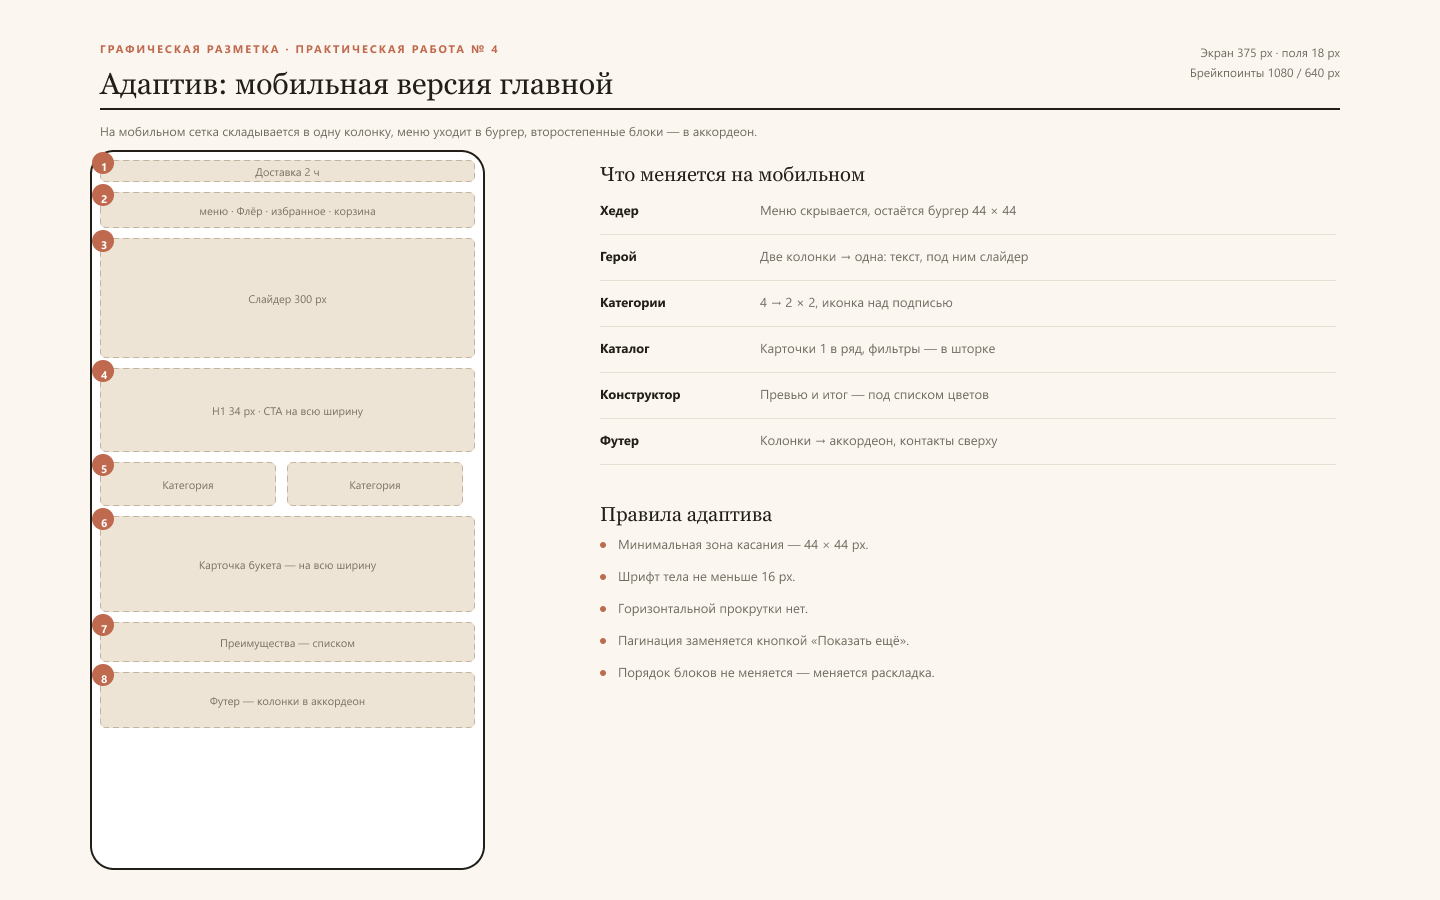 ГРАФИЧЕСКАЯ РАЗМЕТКА · ПРАКТИЧЕСКАЯ РАБОТА № 4
Адаптив: мобильная версия главной
Экран 375 px · поля 18 px
Брейкпоинты 1080 / 640 px
На мобильном сетка складывается в одну колонку, меню уходит в бургер, второстепенные блоки — в аккордеон.
1
Доставка 2 ч
2
меню · Флёр · избранное · корзина
3
Слайдер 300 px
4
H1 34 px · CTA на всю ширину
5
Категория
Категория
6
Карточка букета — на всю ширину
7
Преимущества — списком
8
Футер — колонки в аккордеон
Что меняется на мобильном
Хедер Меню скрывается, остаётся бургер 44 × 44
Герой Две колонки → одна: текст, под ним слайдер
Категории 4 → 2 × 2, иконка над подписью
Каталог Карточки 1 в ряд, фильтры — в шторке
Конструктор Превью и итог — под списком цветов
Футер Колонки → аккордеон, контакты сверху
Правила адаптива
Минимальная зона касания — 44 × 44 px.
Шрифт тела не меньше 16 px.
Горизонтальной прокрутки нет.
Пагинация заменяется кнопкой «Показать ещё».
Порядок блоков не меняется — меняется раскладка.